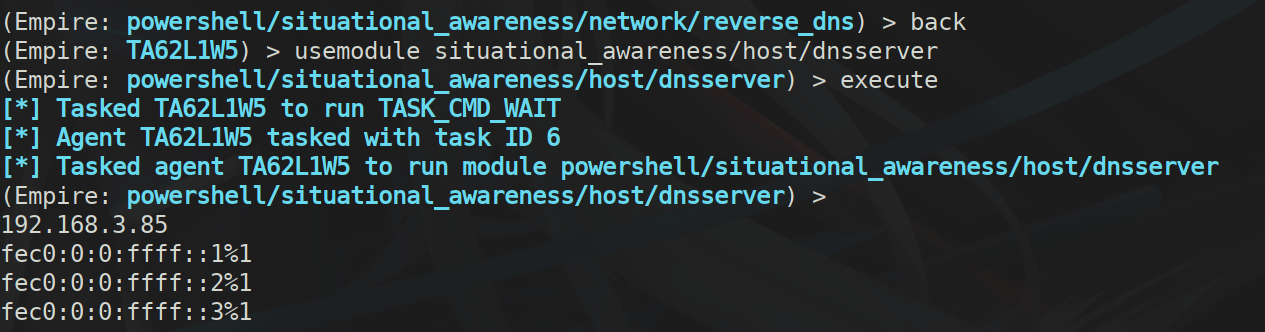 (Empire: powershell/situational_awareness/network/reverse_dns) > back
(Empire: TA62L1W5) > usemodule situational_awareness/host/dnsserver
(Empire: powershell/situational_awareness/host/dnsserver) > execute
[*] Tasked TA62L1W5 to run TASK_CMD_WAIT
[*] Agent TA62L1W5 tasked with task ID 6
[*] Tasked agent TA62L1W5 to run module powershell/situational_awareness/host/dnsserver
(Empire: powershell/situational_awareness/host/dnsserver) >
192.168.3.85
fec0:0:0:ffff::1%1
fec0:0:0:ffff::2%1
fec0:0:0:ffff::3%1